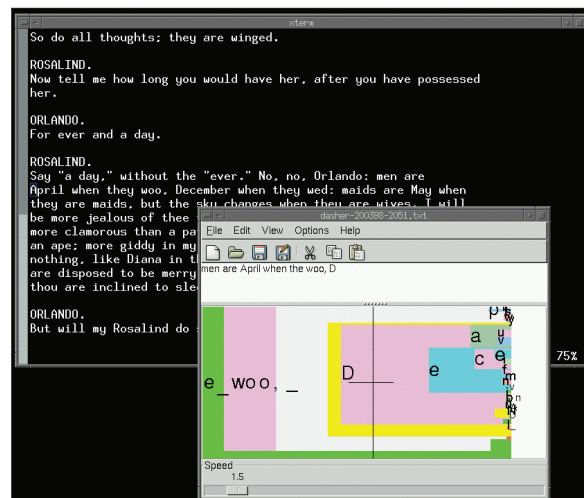 xterm
So do all thoughts; they are winged.
ROSALIND.
Now tell me how long you would have her, after you have possessed
her.
ORLANDO.
For ever and a day.
ROSALIND.
Say "a day," without the "ever." No, no, Orlando: men are
April when they woo, December when they wed: maids are May when
they are maids, but the sky changes when they are wives. I will
be more jealous of thee
more clamorous than a
an ape; more giddy in my
nothing, like Diana in
are disposed to be merry
thou are inclined to
ORLANDO.
But will my Rosalind do
75%
dasher-200398-2051.txt
File Edit View Options Help
men are April when the woo, D
e_woo, _ D e a c e
Speed
1.5